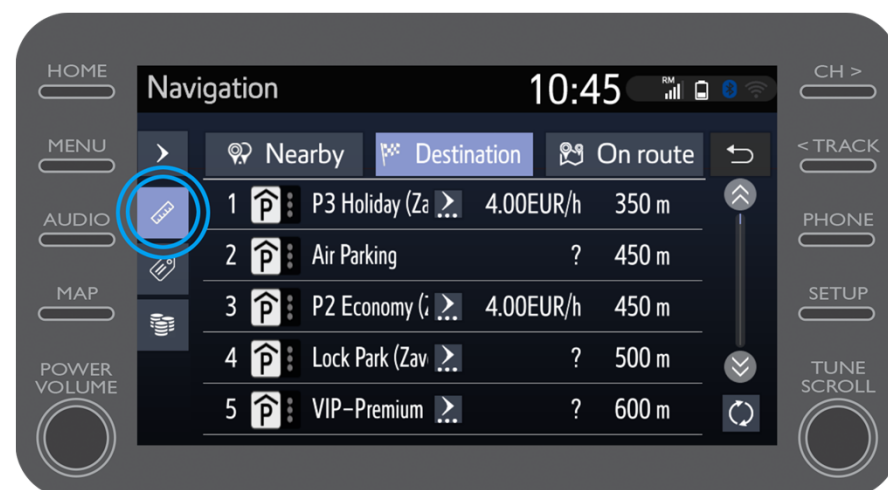 HOME
CH >
Navigation 10:45 RM
MENU
< TRACK
Nearby Destination On route
AUDIO
PHONE
1 P P3 Holiday (Za 4.00EUR/h 350 m
2 P Air Parking ? 450 m
MAP
SETUP
3 P P2 Economy ( 4.00EUR/h 450 m
4 P Lock Park (Zav ? 500 m
POWER
VOLUME
TUNE
SCROLL
5 P VIP-Premium ? 600 m